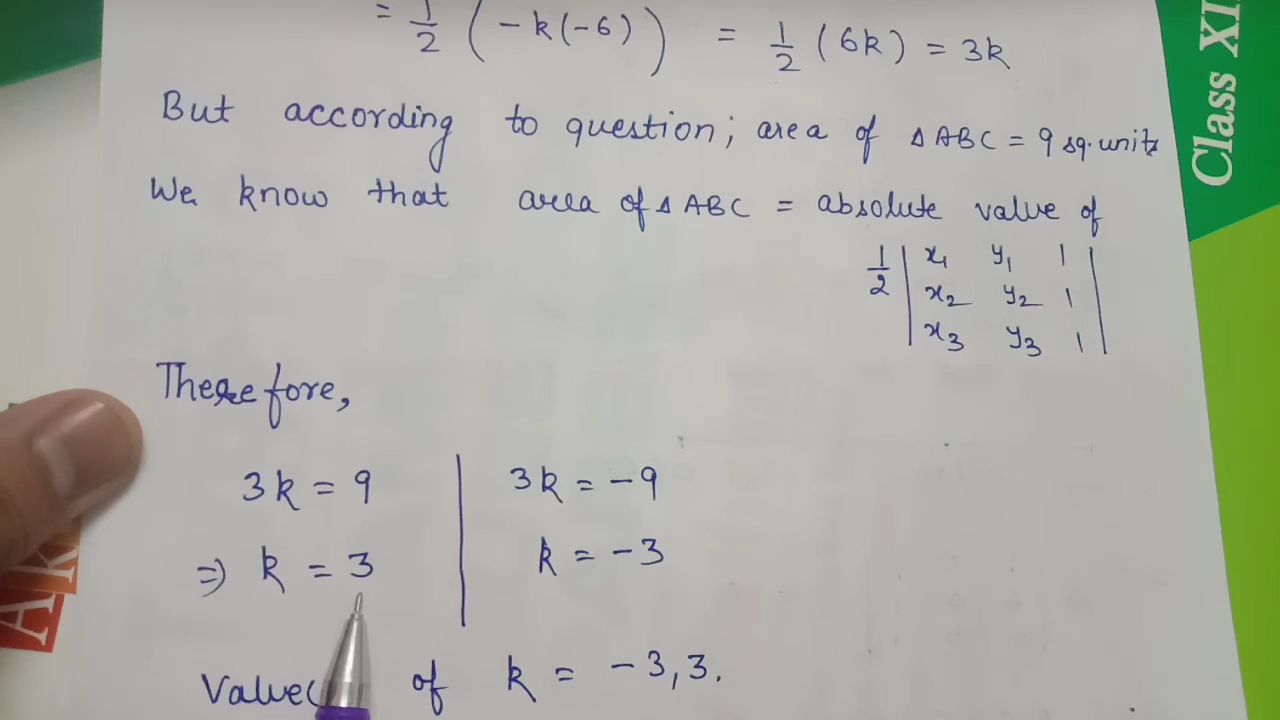 = 1/2 (-k(-6)) = 1/2 (6k) = 3k
But according to question; area of △ABC = 9 sq.units
We know that area of △ABC = absolute value of
1/2 | x₁ y₁ 1 |
| x₂ y₂ 1 |
| x₃ y₃ 1 |
Therefore,
3k = 9 | 3k = -9
⇒ k = 3 | k = -3
Value of k = -3, 3.
Class XI